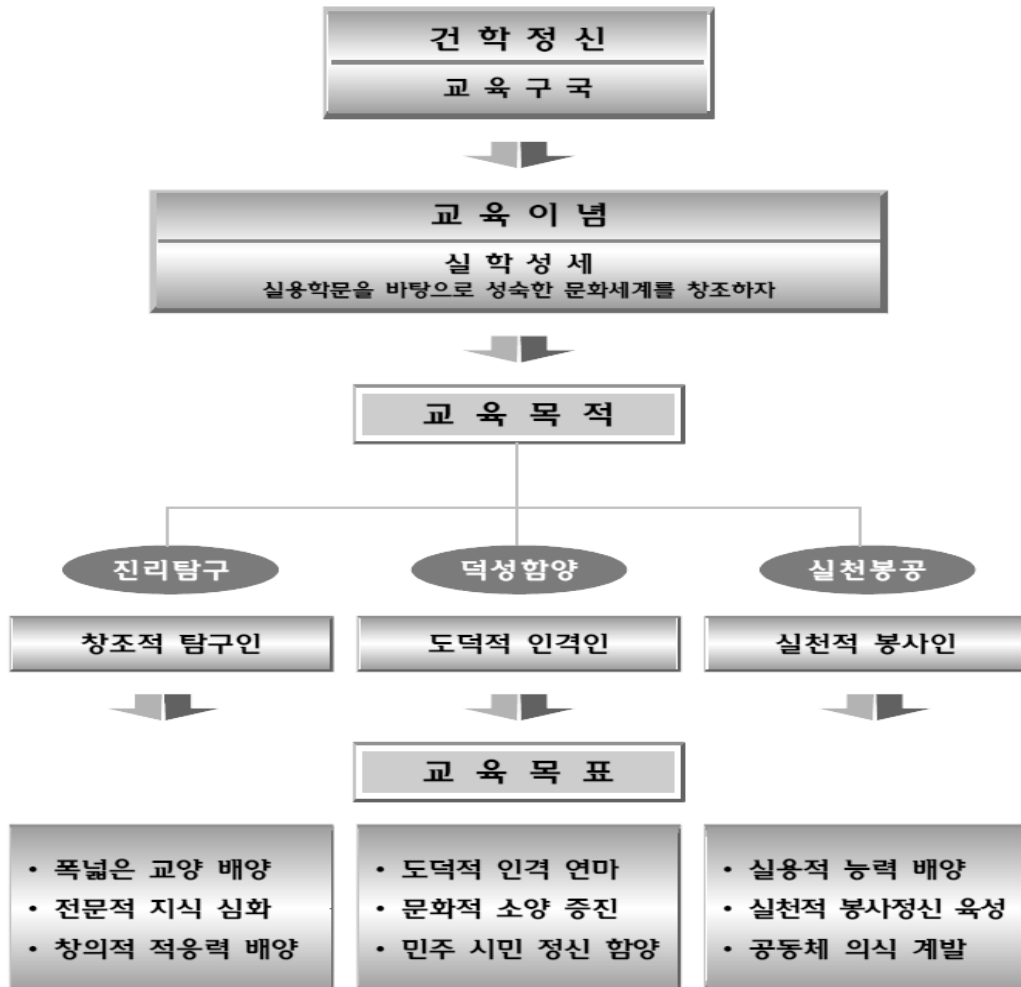 건학정신
교육구국
교육이념
실학성세
실용학문을 바탕으로 성숙한 문화세계를 창조하자
교육목적
진리탐구
덕성함양
실천봉공
창조적 탐구인
도덕적 인격인
실천적 봉사인
교육목표
• 폭넓은 교양 배양
• 전문적 지식 심화
• 창의적 적응력 배양
• 도덕적 인격 연마
• 문화적 소양 증진
• 민주 시민 정신 함양
• 실용적 능력 배양
• 실천적 봉사정신 육성
• 공동체 의식 계발